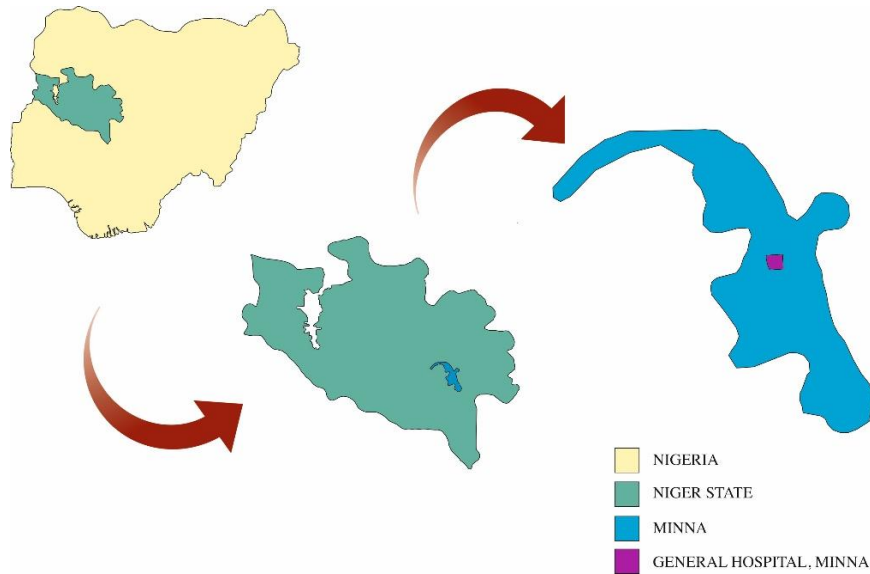 NIGERIA
NIGER STATE
MINNA
GENERAL HOSPITAL, MINNA